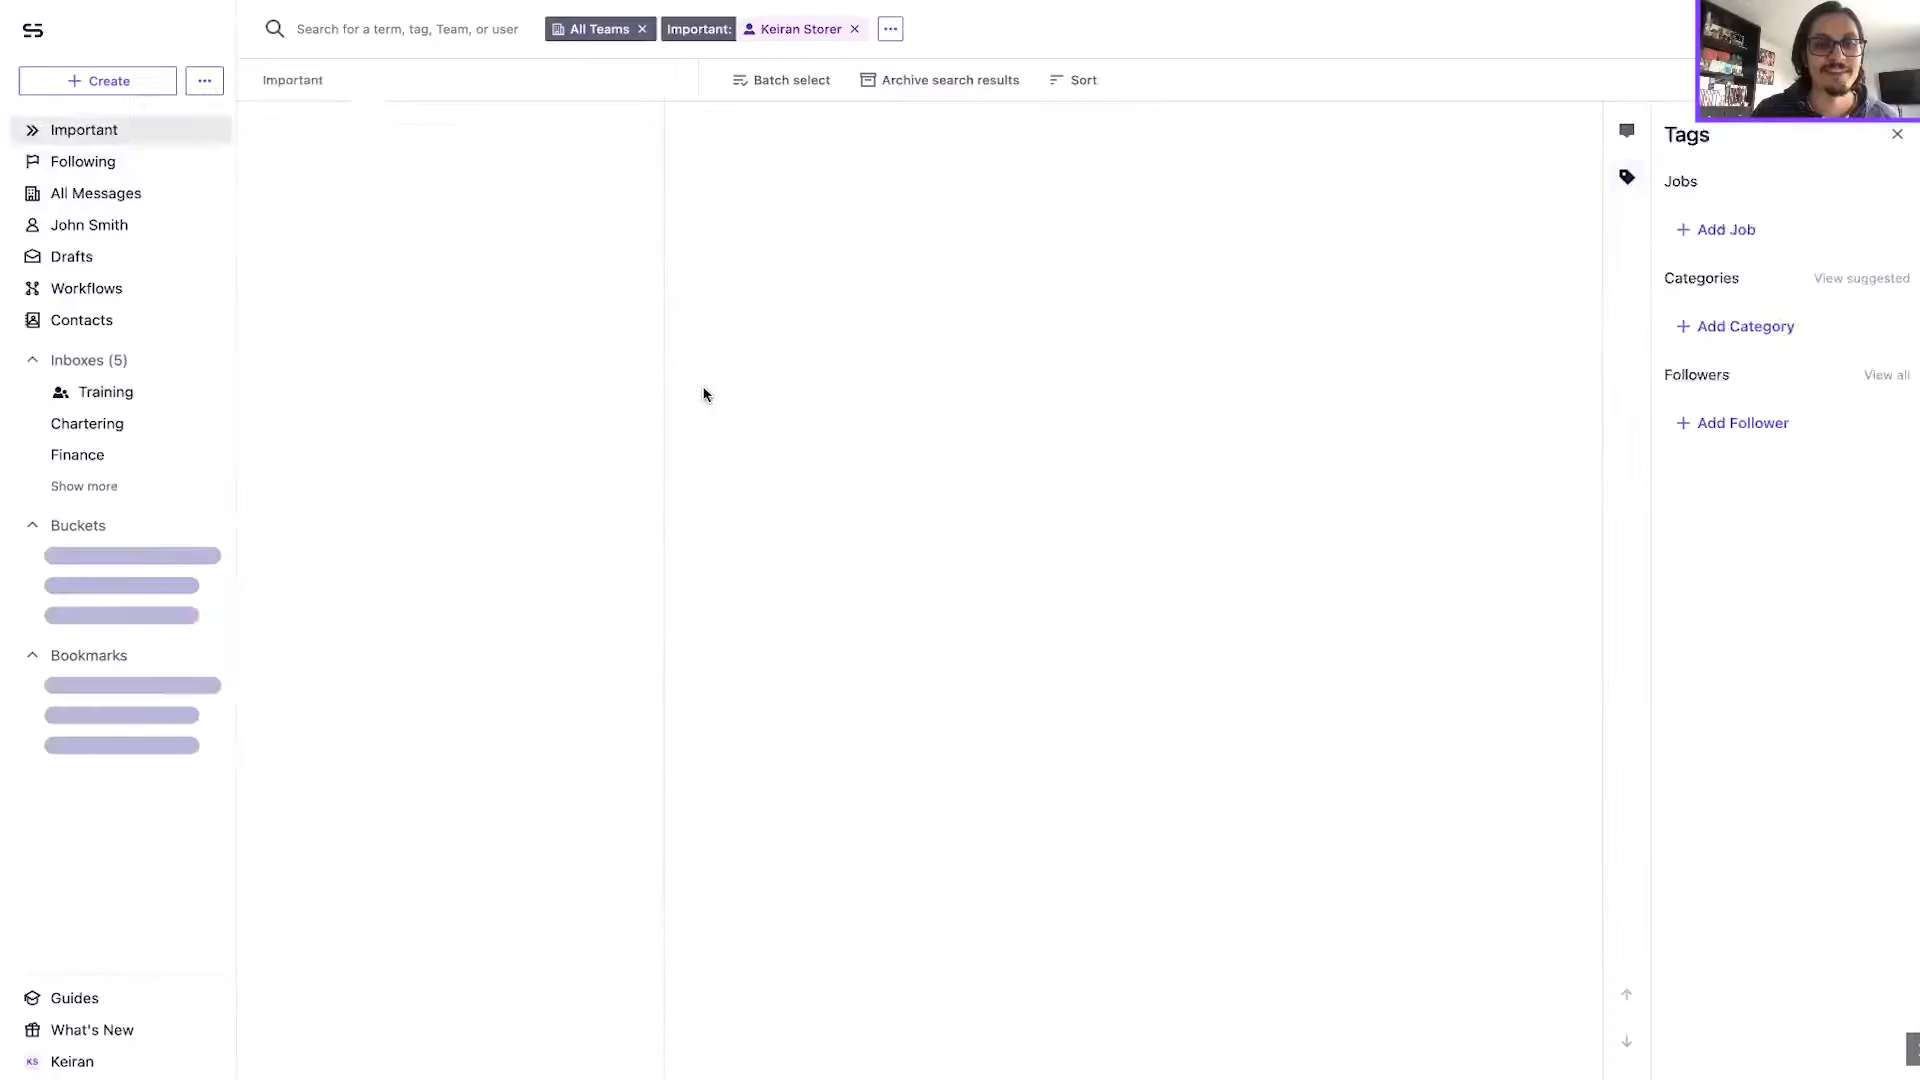 Search for a term, tag, Team, or user
All Teams
Important:
Keiran Storer
Create
Important
Batch select
Archive search results
Sort
Important
Following
All Messages
John Smith
Drafts
Workflows
Contacts
Inboxes (5)
Training
Chartering
Finance
Show more
Buckets
Bookmarks
Guides
What's New
KS
Keiran
Tags
Jobs
Add Job
Categories
View suggested
Add Category
Followers
View all
Add Follower